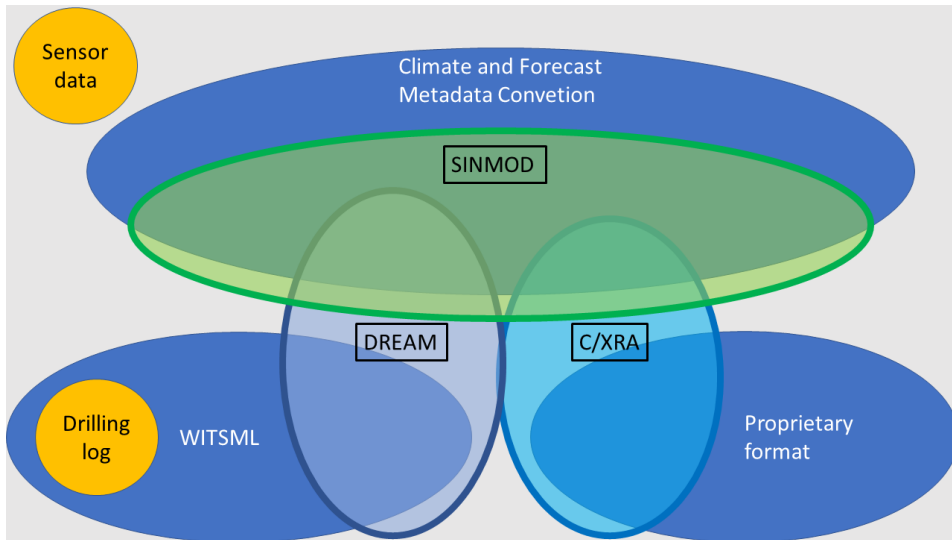 Sensor
data
Climate and Forecast
Metadata Convetion
SINMOD
DREAM
C/XRA
Drilling
log
WITSML
Proprietary
format